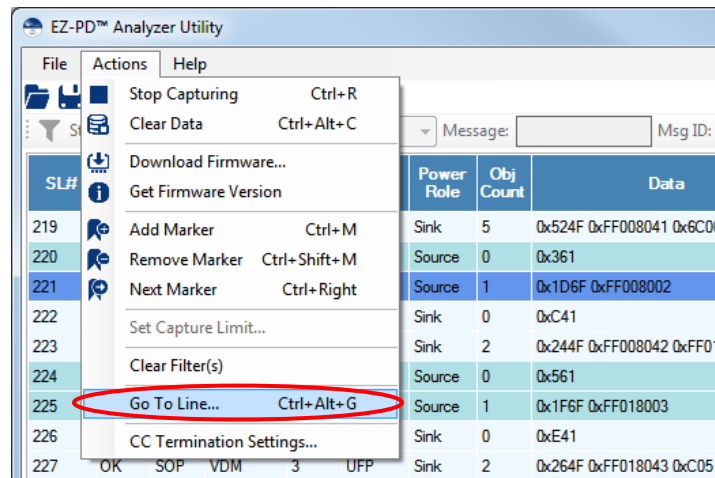 EZ-PD™ Analyzer Utility
File Actions Help
Stop Capturing Ctrl+R
Clear Data Ctrl+Alt+C
Message: Msg ID:
Download Firmware...
Get Firmware Version
Add Marker Ctrl+M
Remove Marker Ctrl+Shift+M
Next Marker Ctrl+Right
Set Capture Limit...
Clear Filter(s)
Go To Line... Ctrl+Alt+G
CC Termination Settings...
SL# Power Role Obj Count Data
219 Sink 5 0x524F 0xFF008041 0x6C0
220 Source 0 0x361
221 Source 1 0x1D6F 0xFF008002
222 Sink 0 0xC41
223 Sink 2 0x244F 0xFF008042 0xFF0
224 Source 0 0x561
225 Source 1 0x1F6F 0xFF018003
226 Sink 0 0xE41
227 OK SOP VDM 3 UFP Sink 2 0x264F 0xFF018043 0xC05